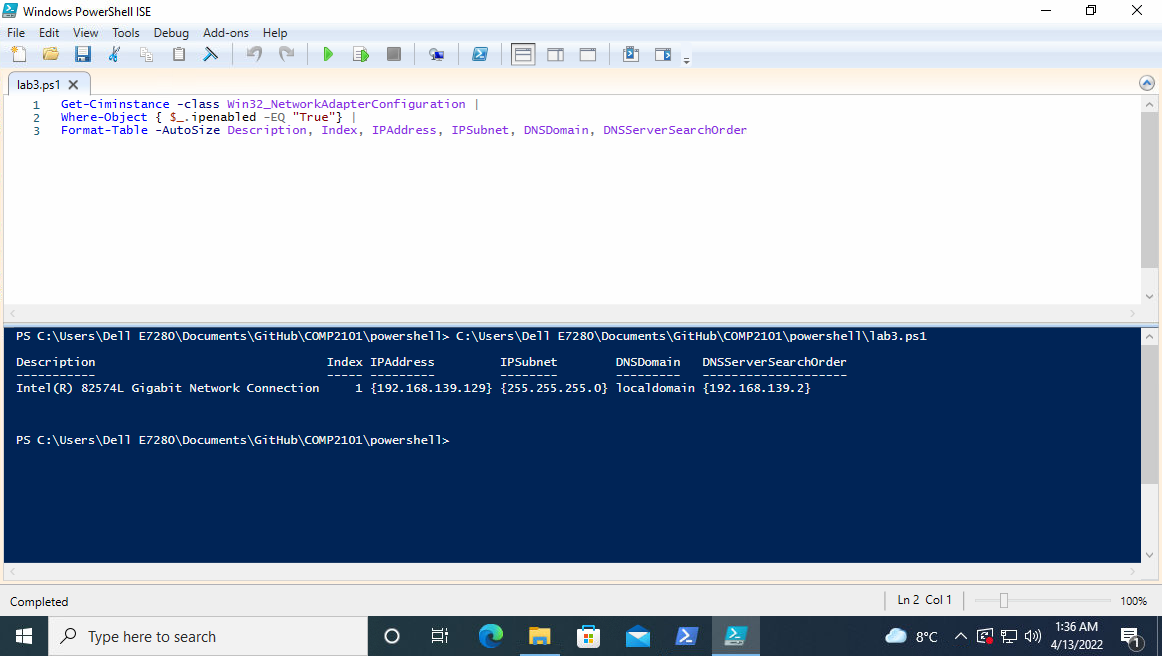 Windows PowerShell ISE
File Edit View Tools Debug Add-ons Help
lab3.ps1
1 Get-Ciminstance -class Win32_NetworkAdapterConfiguration |
2 Where-Object { $_.ipenabled -EQ "True"} |
3 Format-Table -AutoSize Description, Index, IPAddress, IPSubnet, DNSDomain, DNSServerSearchOrder
PS C:\Users\Dell E7280\Documents\GitHub\COMP2101\powershell> C:\Users\Dell E7280\Documents\GitHub\COMP2101\powershell\lab3.ps1
Description Index IPAddress IPSubnet DNSDomain DNSServerSearchOrder
----------- ----- --------- -------- --------- --------------------
Intel(R) 82574L Gigabit Network Connection 1 {192.168.139.129} {255.255.255.0} localdomain {192.168.139.2}
PS C:\Users\Dell E7280\Documents\GitHub\COMP2101\powershell>
Completed Ln 2 Col 1 100%
Type here to search 8°C 1:36 AM
4/13/2022 1